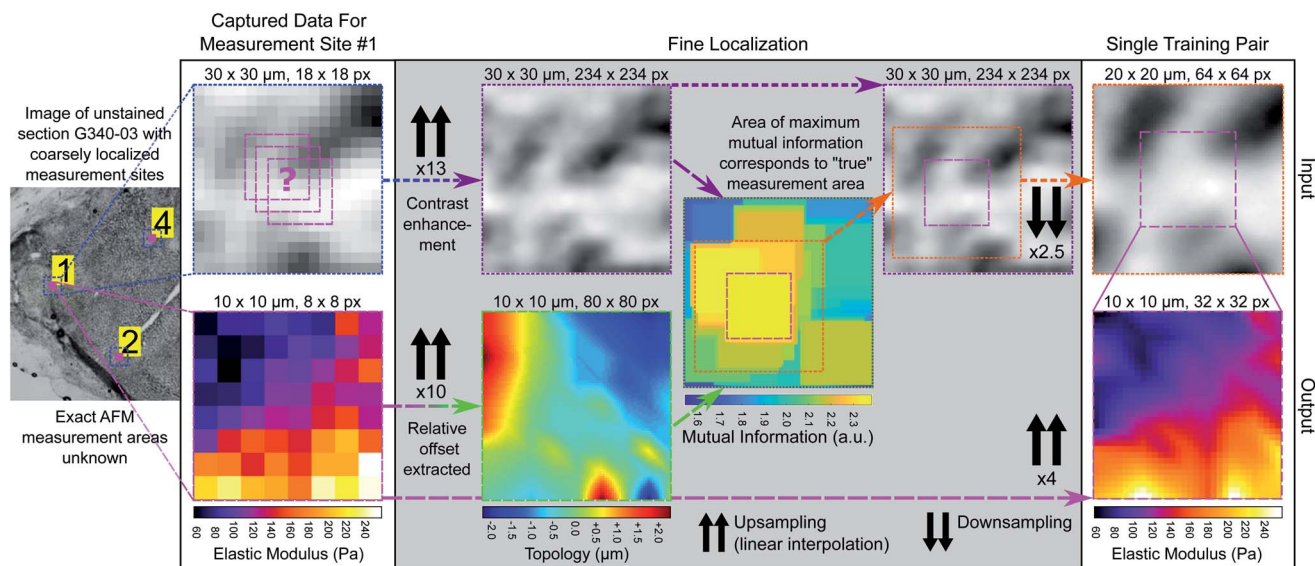 Captured Data For
Measurement Site #1
Fine Localization
Single Training Pair
30 x 30 µm, 18 x 18 px
30 x 30 µm, 234 x 234 px
30 x 30 µm, 234 x 234 px
20 x 20 µm, 64 x 64 px
Image of unstained
section G340-03 with
coarsely localized
measurement sites
4
1
2
Exact AFM
measurement areas
unknown
?
x13
Contrast
enhance-
ment
Area of maximum
mutual information
corresponds to "true"
measurement area
x2.5
Input
10 x 10 µm, 8 x 8 px
x10
Relative
offset
extracted
10 x 10 µm, 80 x 80 px
1.6 1.7 1.8 1.9 2.0 2.1 2.2 2.3
Mutual Information (a.u.)
x4
10 x 10 µm, 32 x 32 px
Output
60 80 100 120 140 160 180 200 220 240
Elastic Modulus (Pa)
-2.0 -1.5 -1.0 -0.5 0.0 +0.5 +1.0 +1.5 +2.0
Topology (µm)
Upsampling
(linear interpolation)
Downsampling
60 80 100 120 140 160 180 200 220 240
Elastic Modulus (Pa)